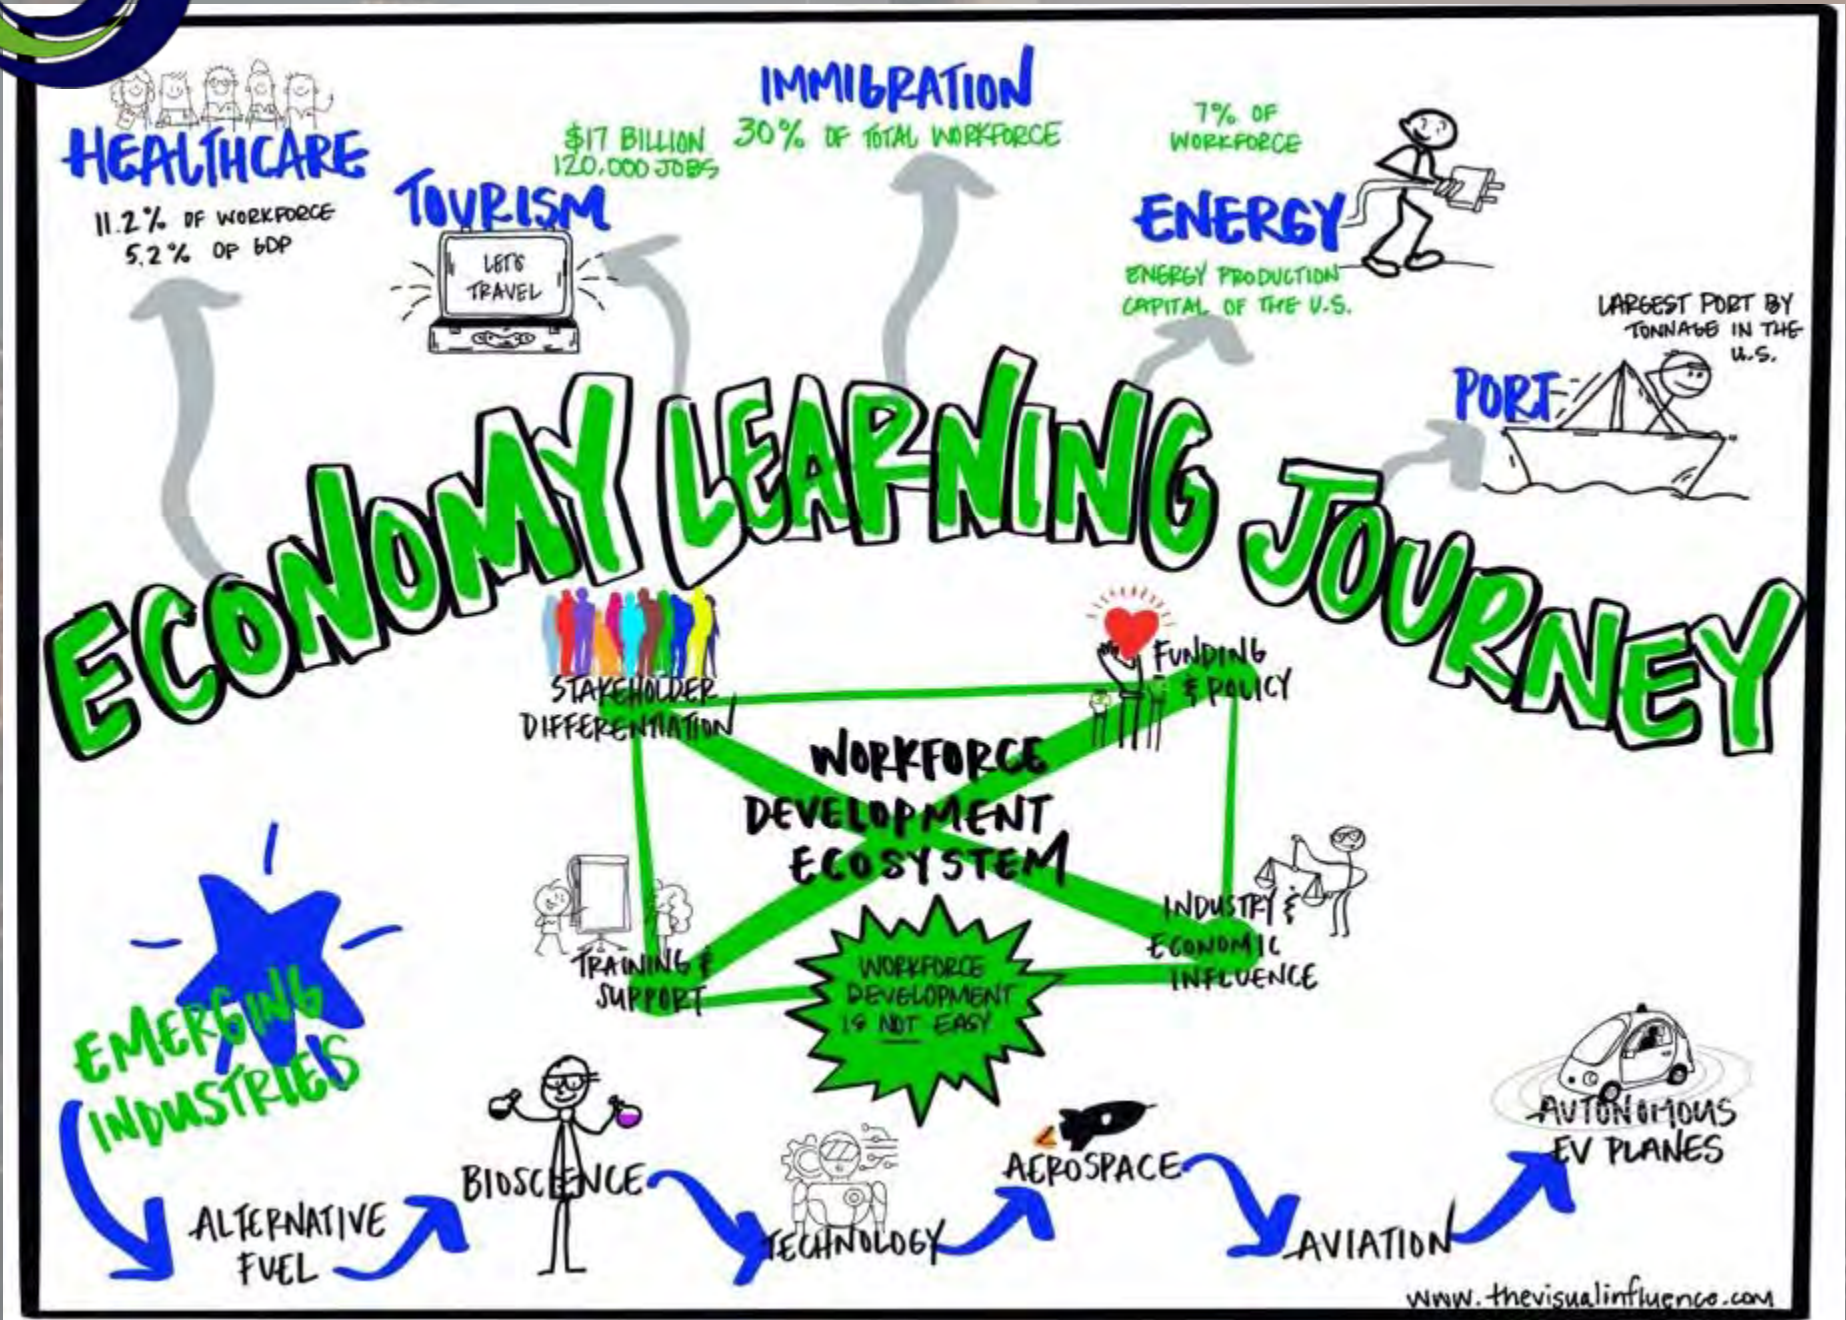 HEALTHCARE
11.2% OF WORKFORCE
5.2% OF GDP
$17 BILLION
120,000 JOBS
TOURISM
LET'S
TRAVEL
IMMIGRATION
30% OF TOTAL WORKFORCE
7% OF
WORKFORCE
ENERGY
ENERGY PRODUCTION
CAPITAL OF THE U.S.
LARGEST PORT BY
TONNAGE IN THE
U.S.
PORT
ECONOMY LEARNING JOURNEY
STAKEHOLDER
DIFFERENTIATION
FUNDING
& POLICY
WORKFORCE
DEVELOPMENT
ECOSYSTEM
TRAINING &
SUPPORT
INDUSTRY &
ECONOMIC
INFLUENCE
WORKFORCE
DEVELOPMENT
IS NOT EASY
EMERGING
INDUSTRIES
ALTERNATIVE
FUEL
BIOSCIENCE
TECHNOLOGY
AEROSPACE
AVIATION
AUTONOMOUS
EV PLANES
www.thevisualinfluence.com